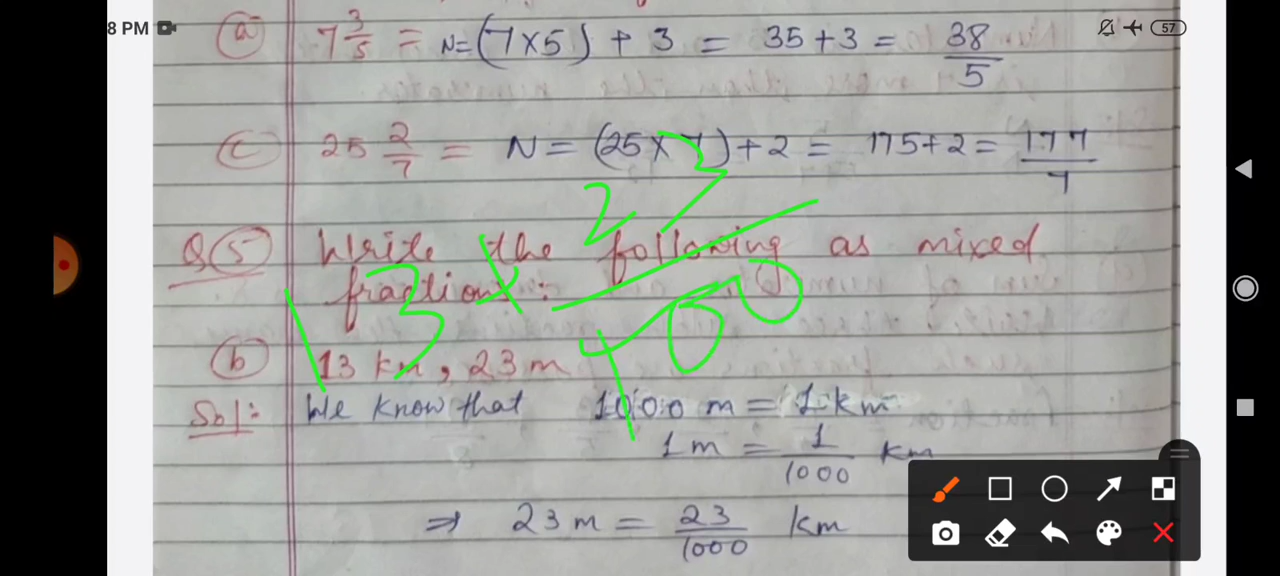 8 PM
57
(a) 7 3/5 = N=(7×5) + 3 = 35+3 = 38/5
(c) 25 2/7 = N = (25×7)+2 = 175+2 = 177/7
Q(5) Write the following as mixed
fractions:
(b) 13 km, 23 m
Sol:- We know that 1000 m = 1 km
1 m = 1/1000 km
⇒ 23 m = 23/1000 km
13 × 23/1000